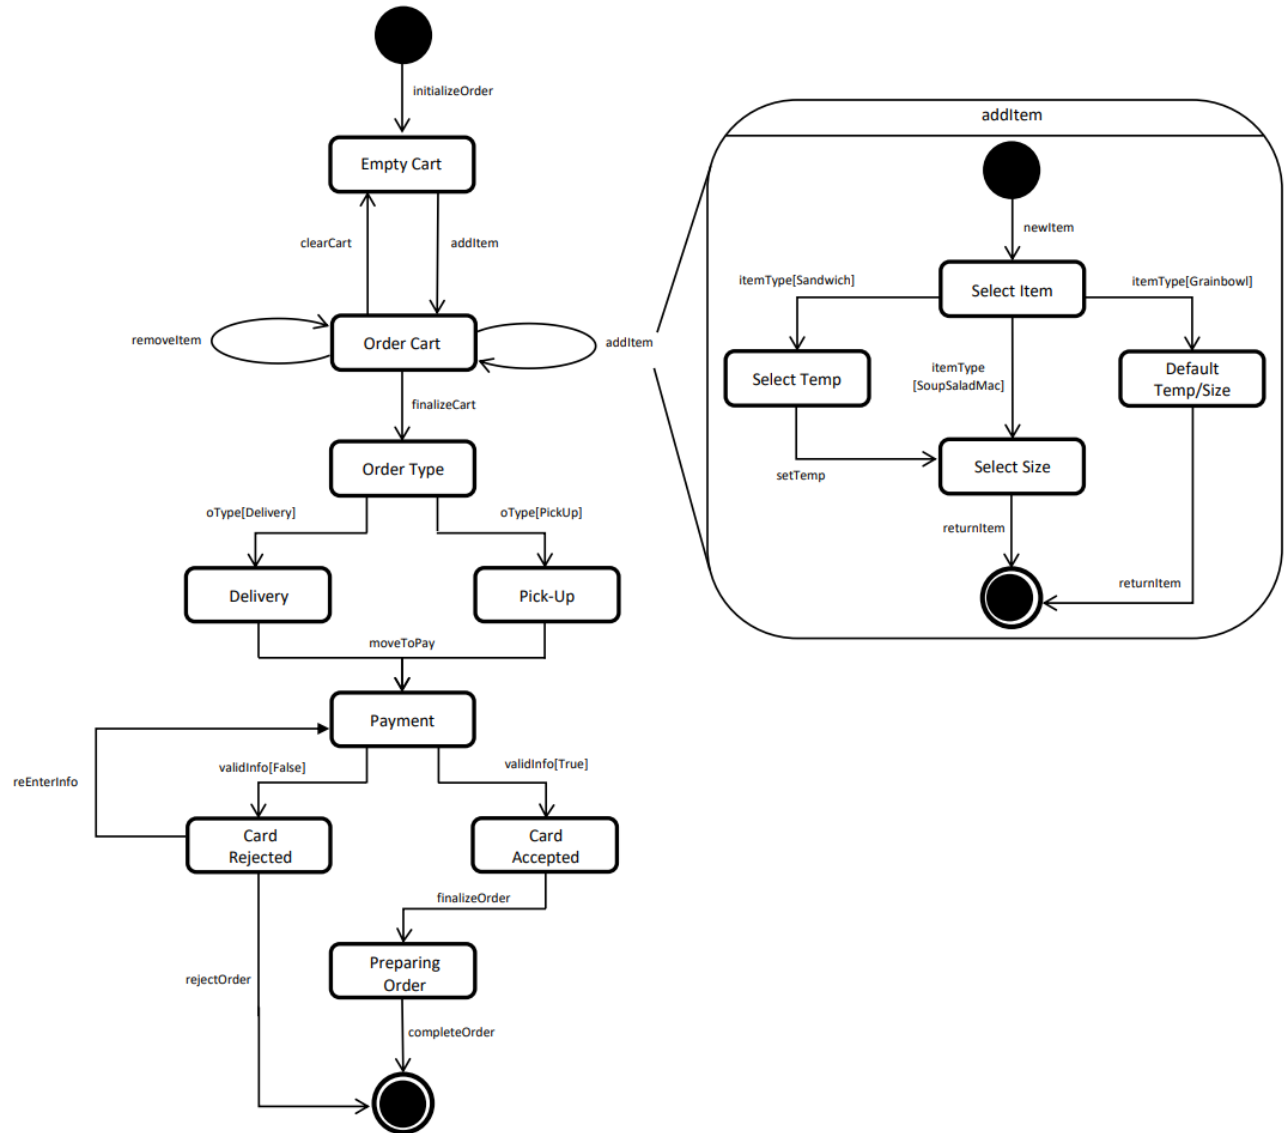 initializeOrder
Empty Cart
clearCart
addItem
removeItem
Order Cart
addItem
finalizeCart
Order Type
oType[Delivery]
oType[PickUp]
Delivery
Pick-Up
moveToPay
Payment
reEnterInfo
validInfo[False]
validInfo[True]
Card
Rejected
Card
Accepted
finalizeOrder
rejectOrder
Preparing
Order
completeOrder
addItem
newItem
Select Item
itemType[Sandwich]
itemType[Grainbowl]
Select Temp
itemType
[SoupSaladMac]
Default
Temp/Size
setTemp
Select Size
returnItem
returnItem